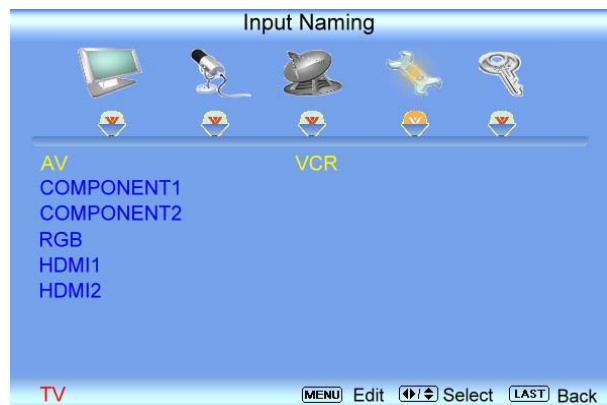 Input Naming
AV VCR
COMPONENT1
COMPONENT2
RGB
HDMI1
HDMI2
TV MENU Edit Select LAST Back